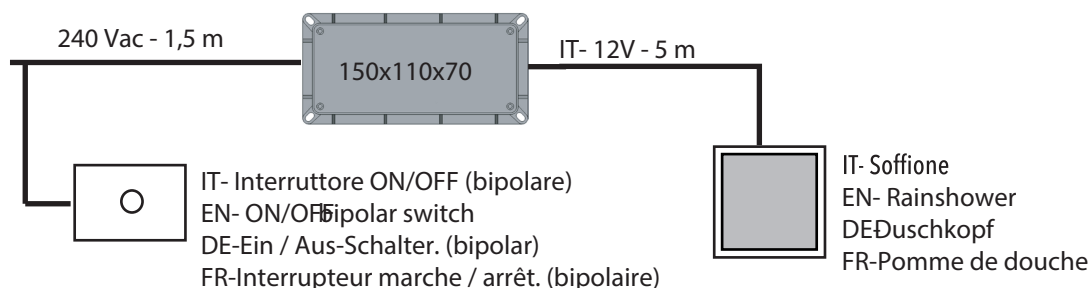 240 Vac - 1,5 m
150x110x70
IT- 12V - 5 m
IT- Interruttore ON/OFF (bipolare)
EN- ON/OFF-bipolar switch
DE-Ein / Aus-Schalter. (bipolar)
FR-Interrupteur marche / arrêt. (bipolaire)
IT- Soffione
EN- Rainshower
DE-Duschkopf
FR-Pomme de douche